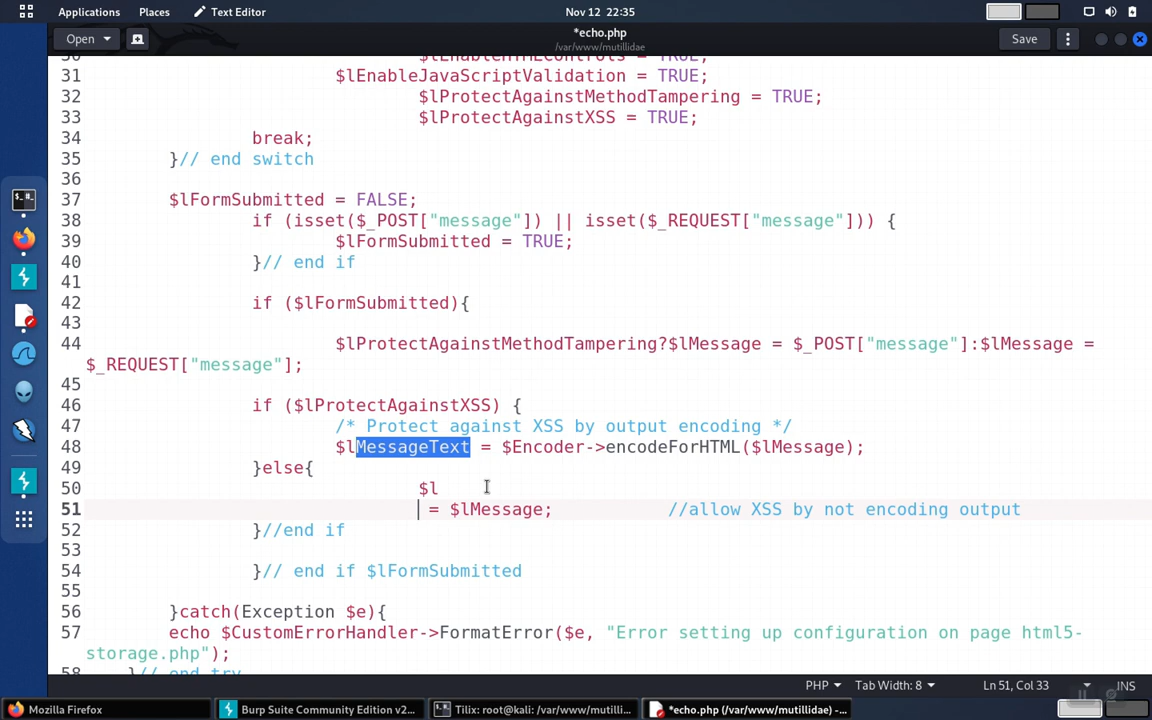 Applications Places Text Editor Nov 12 22:35
Open *echo.php Save
/var/www/mutillidae
30 $lEnableHTMLControls = TRUE;
31 $lEnableJavaScriptValidation = TRUE;
32 $lProtectAgainstMethodTampering = TRUE;
33 $lProtectAgainstXSS = TRUE;
34 break;
35 }// end switch
36
37 $lFormSubmitted = FALSE;
38 if (isset($_POST["message"]) || isset($_REQUEST["message"])) {
39 $lFormSubmitted = TRUE;
40 }// end if
41
42 if ($lFormSubmitted){
43
44 $lProtectAgainstMethodTampering?$lMessage = $_POST["message"]:$lMessage =
$_REQUEST["message"];
45
46 if ($lProtectAgainstXSS) {
47 /* Protect against XSS by output encoding */
48 $lMessageText = $Encoder->encodeForHTML($lMessage);
49 }else{
50 $l
51 = $lMessage; //allow XSS by not encoding output
52 }//end if
53
54 }// end if $lFormSubmitted
55
56 }catch(Exception $e){
57 echo $CustomErrorHandler->FormatError($e, "Error setting up configuration on page html5-
storage.php");
58 }// end try
PHP Tab Width: 8 Ln 51, Col 33 INS
Mozilla Firefox Burp Suite Community Edition v2... Tilix: root@kali: /var/www/mutilli... *echo.php (/var/www/mutillidae) -...